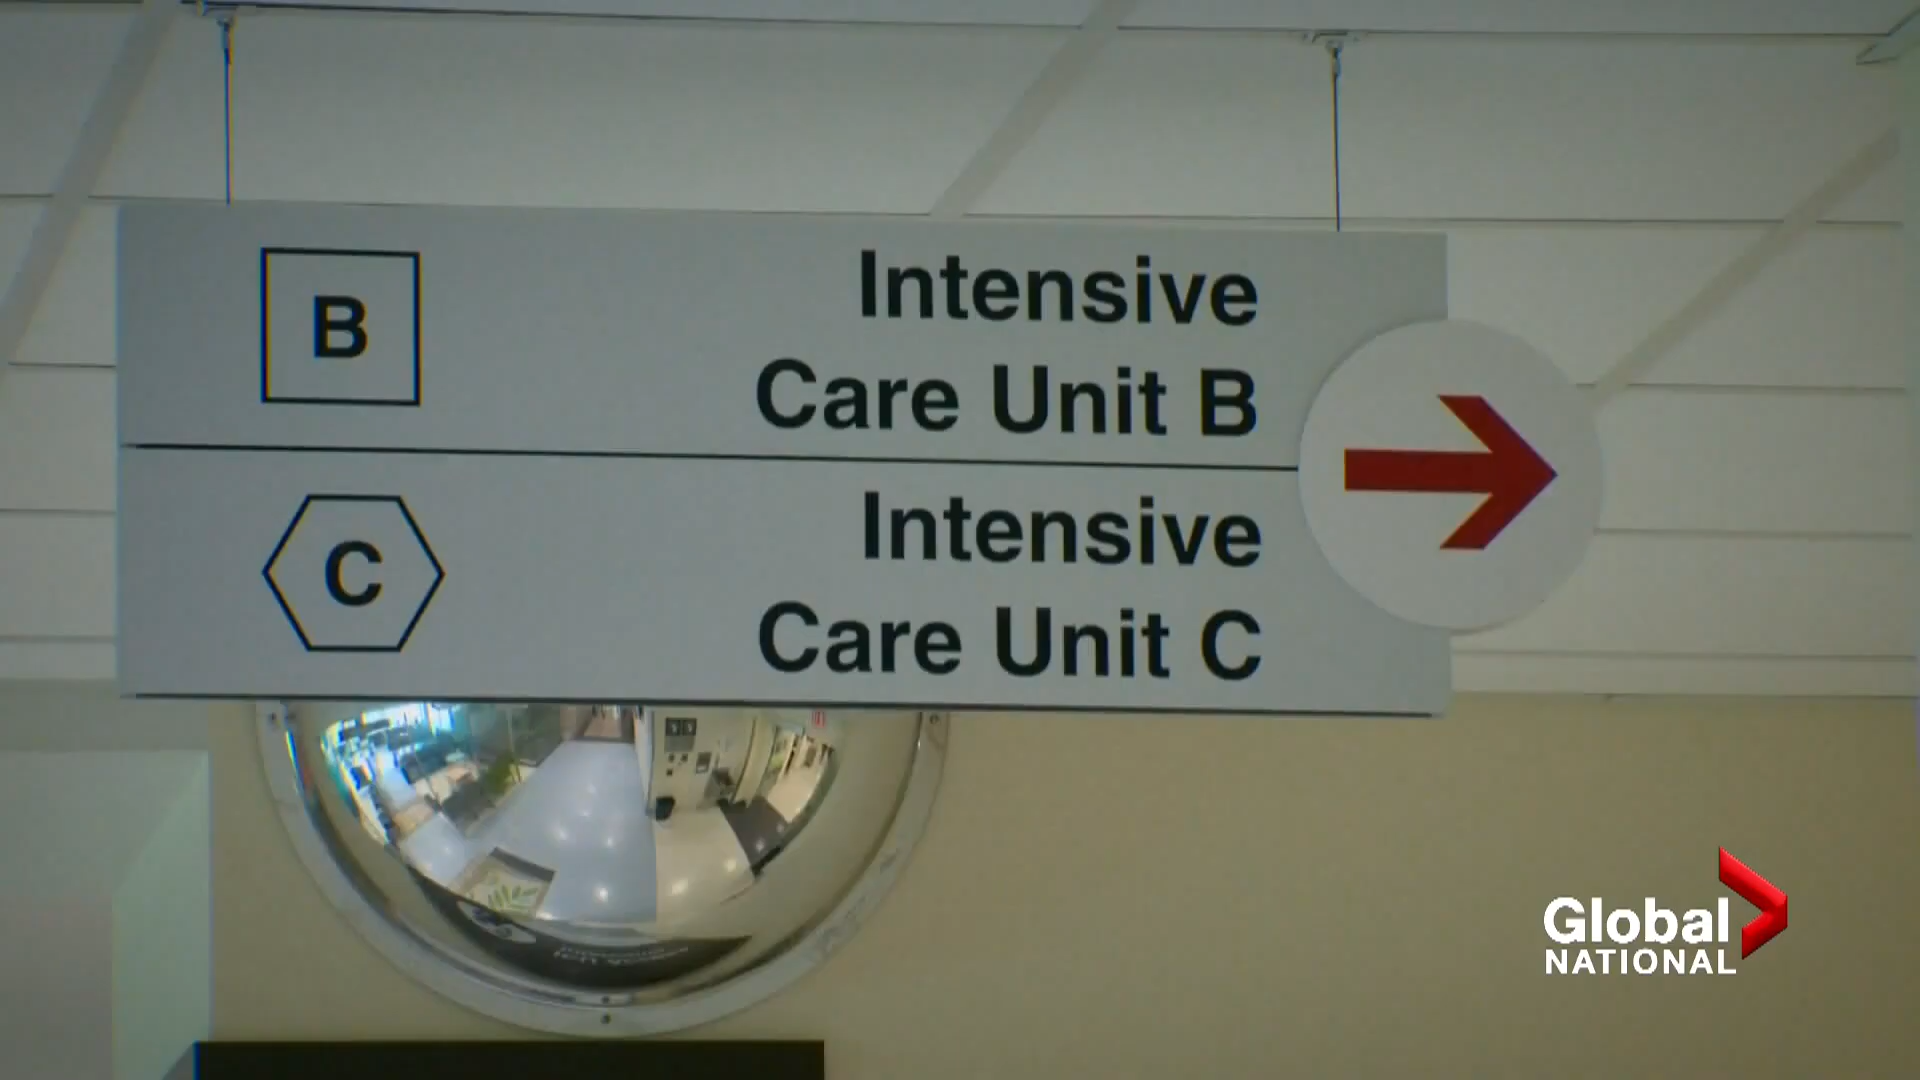 B
Intensive
Care Unit B
C
Intensive
Care Unit C
Global
NATIONAL